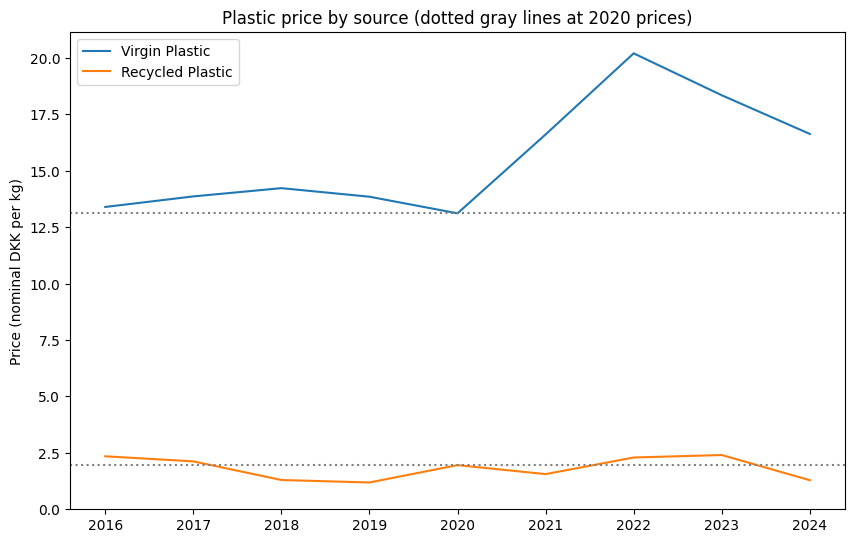 Plastic price by source (dotted gray lines at 2020 prices)
Virgin Plastic
Recycled Plastic
Price (nominal DKK per kg)
20.0
17.5
15.0
12.5
10.0
7.5
5.0
2.5
0.0
2016 2017 2018 2019 2020 2021 2022 2023 2024